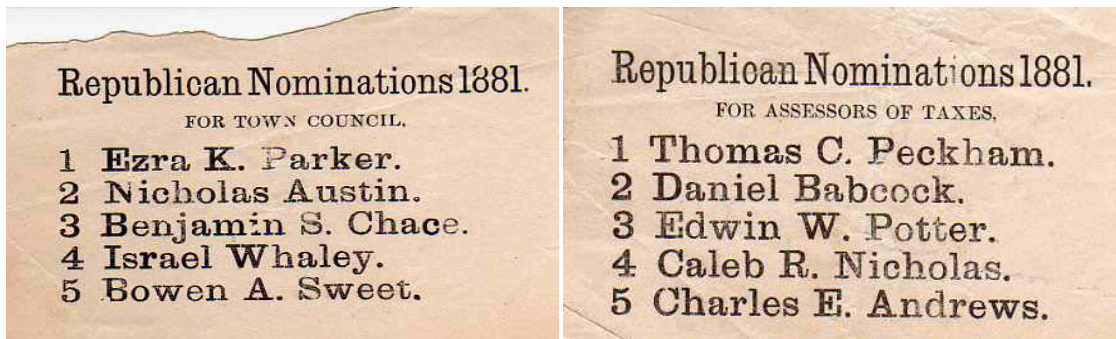 Republican Nominations 1881.
FOR TOWN COUNCIL,
1 Ezra K. Parker.
2 Nicholas Austin.
3 Benjamin S. Chace.
4 Israel Whaley.
5 Bowen A. Sweet.
Republican Nominations 1881.
FOR ASSESSORS OF TAXES,
1 Thomas C. Peckham.
2 Daniel Babcock.
3 Edwin W. Potter.
4 Caleb R. Nicholas.
5 Charles E. Andrews.